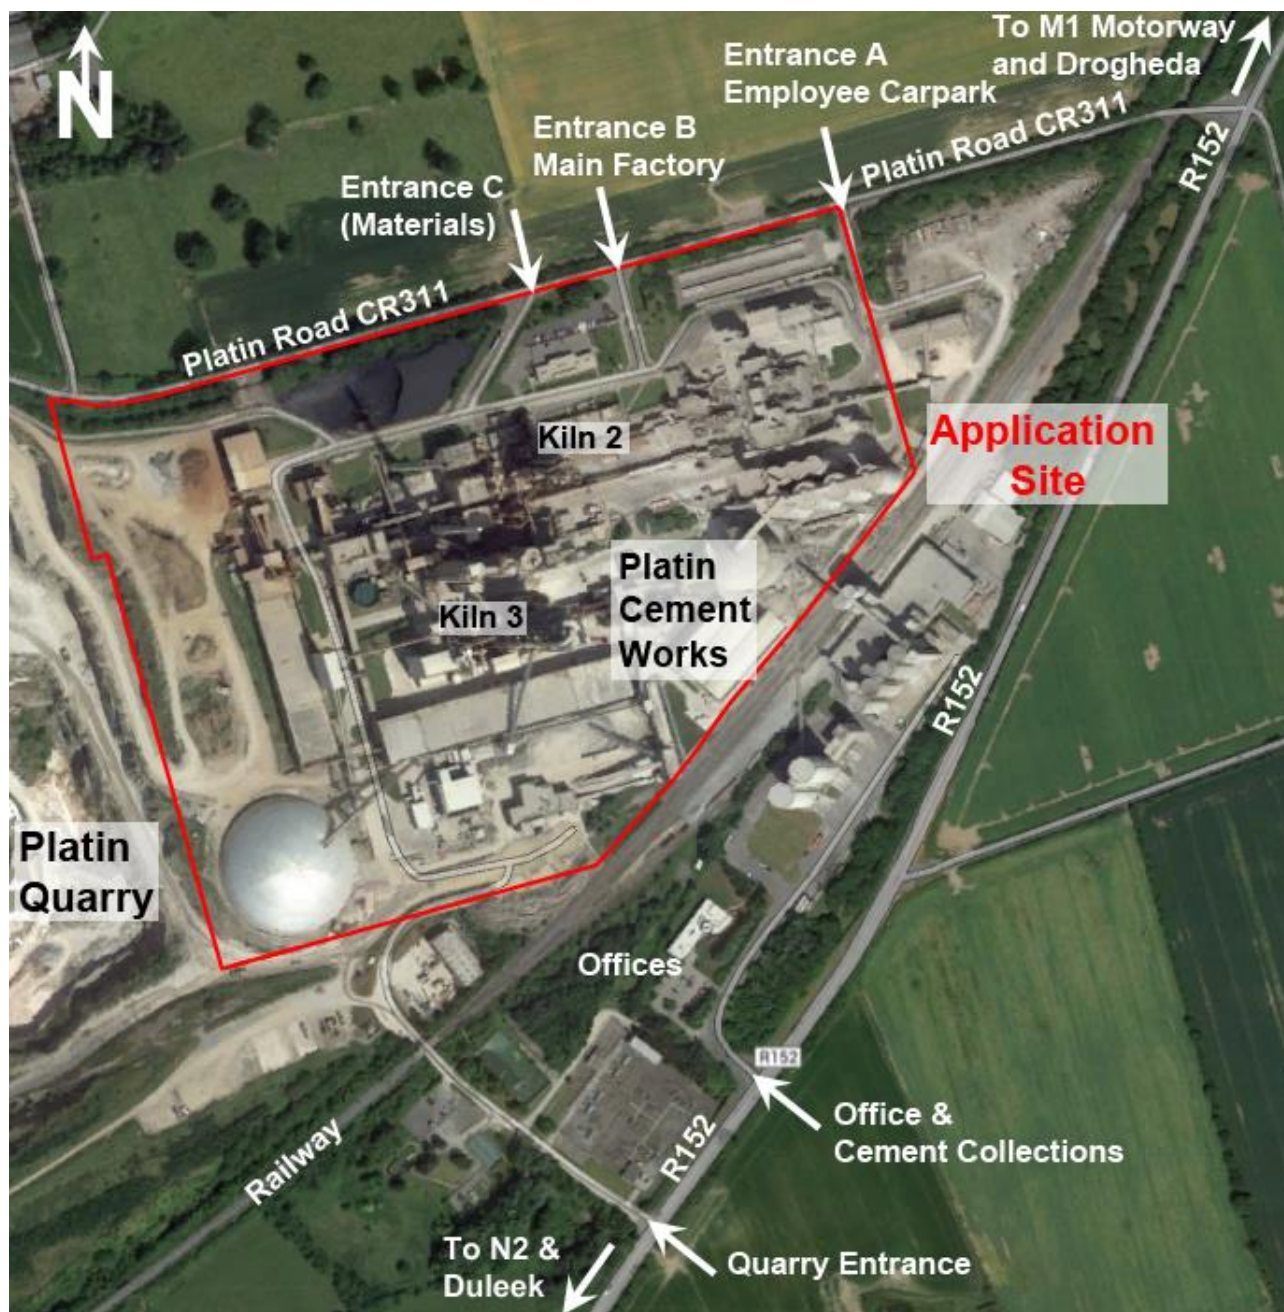 To M1 Motorway
and Drogheda
N
Entrance A
Employee Carpark
Entrance B
Main Factory
Platin Road CR311
R152
Entrance C
(Materials)
Platin Road CR311
Kiln 2
Application
Site
Platin
Cement
Works
Kiln 3
R152
Platin
Quarry
Offices
R152
Office &
Cement Collections
R152
Railway
To N2 &
Duleek
Quarry Entrance